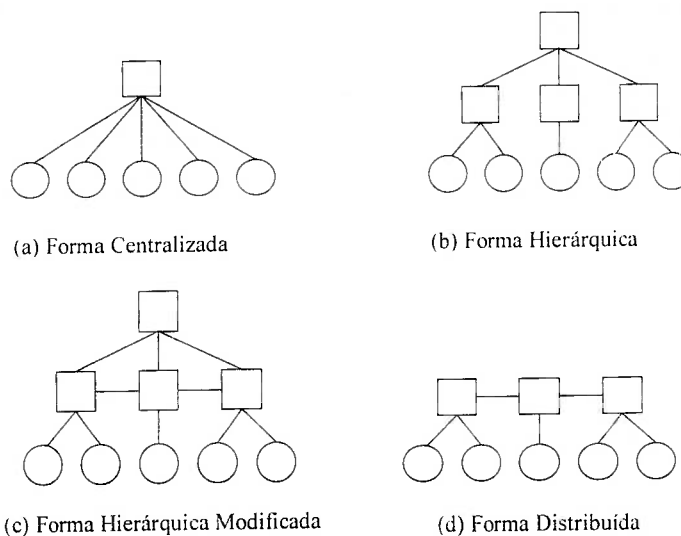 (a) Forma Centralizada
(b) Forma Hierárquica
(c) Forma Hierárquica Modificada
(d) Forma Distribuída